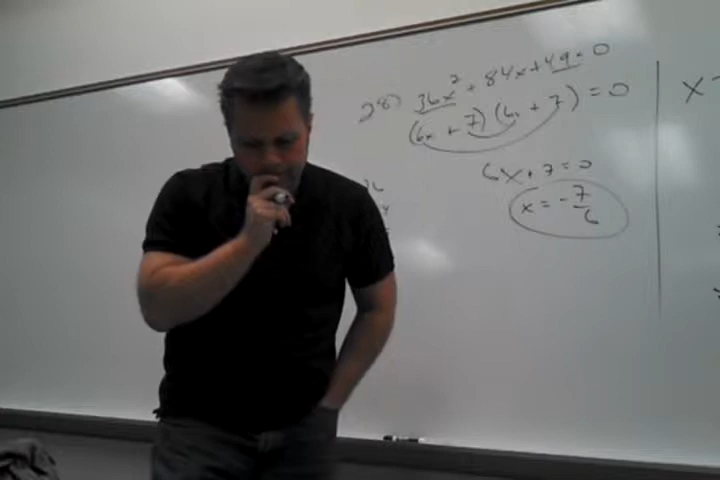 28) 36x² + 84x + 49 = 0
(6x + 7)(6x + 7) = 0
6x + 7 = 0
x = -7/6
x